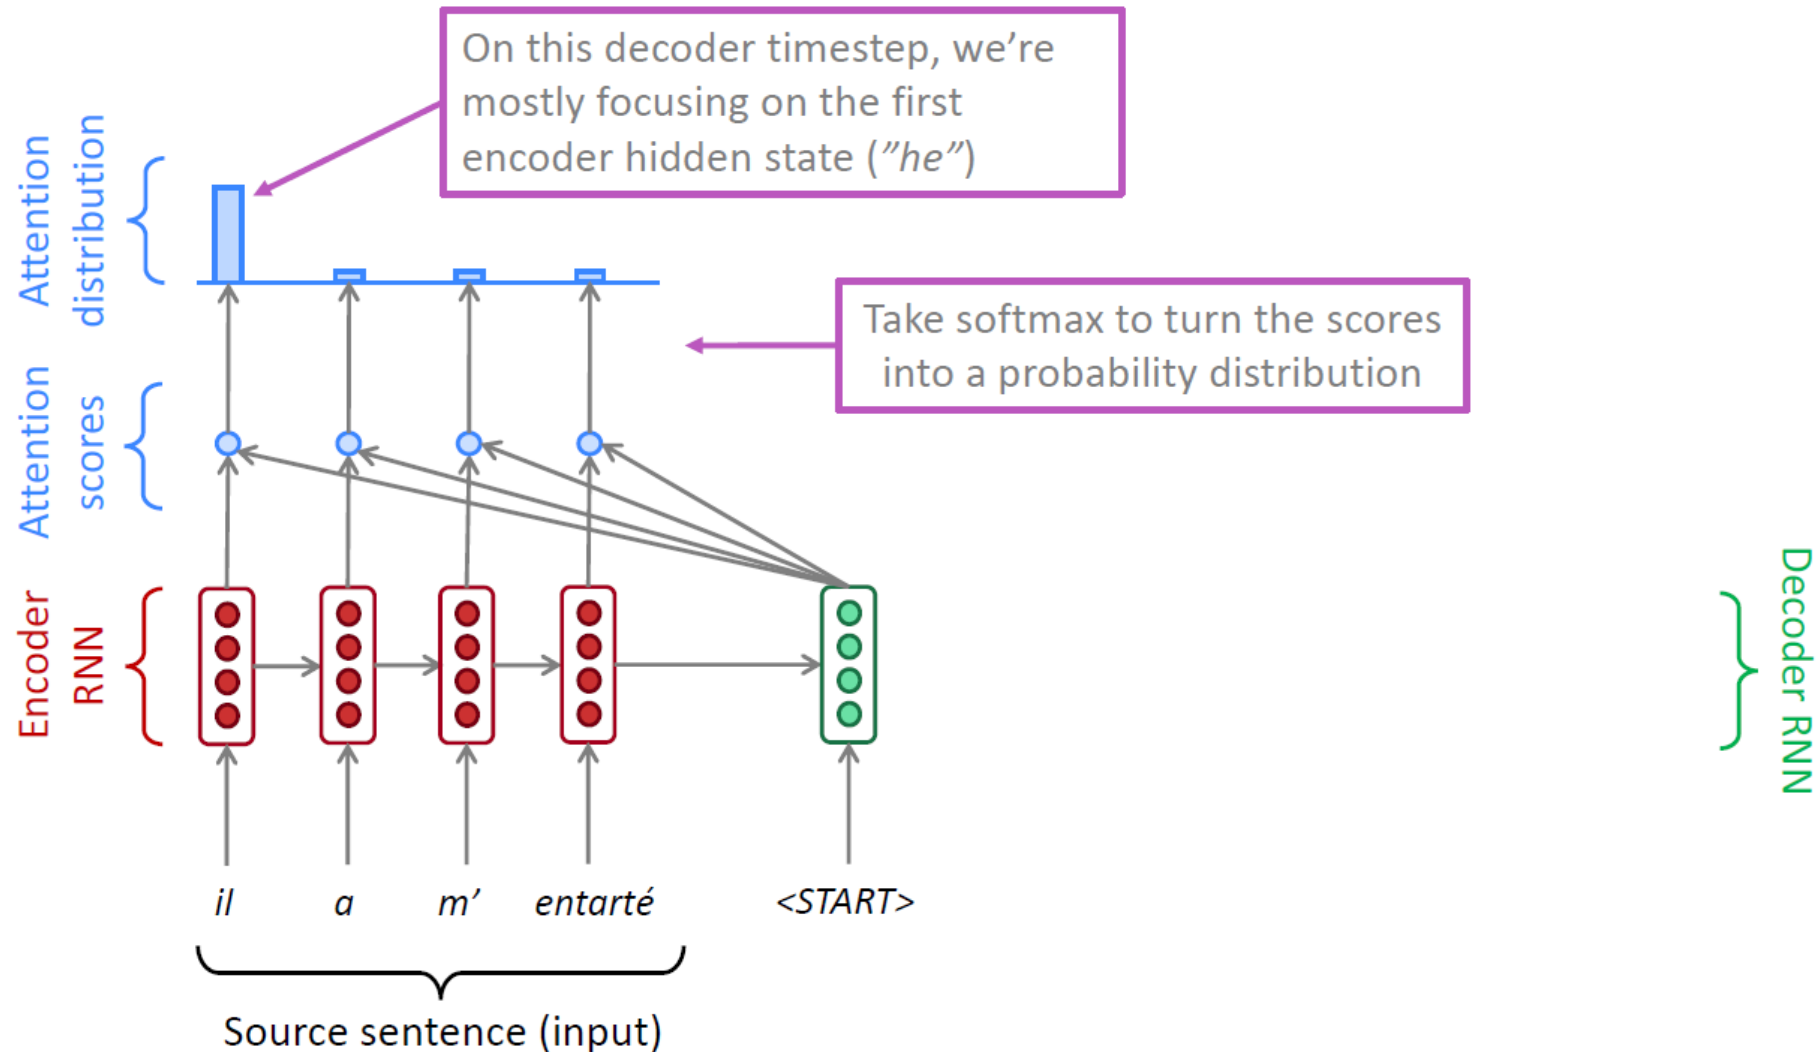 On this decoder timestep, we’re
mostly focusing on the first
encoder hidden state (”he”)
Attention
distribution
Take softmax to turn the scores
into a probability distribution
Attention
scores
Encoder
RNN
Decoder RNN
il a m’ entarté <START>
Source sentence (input)